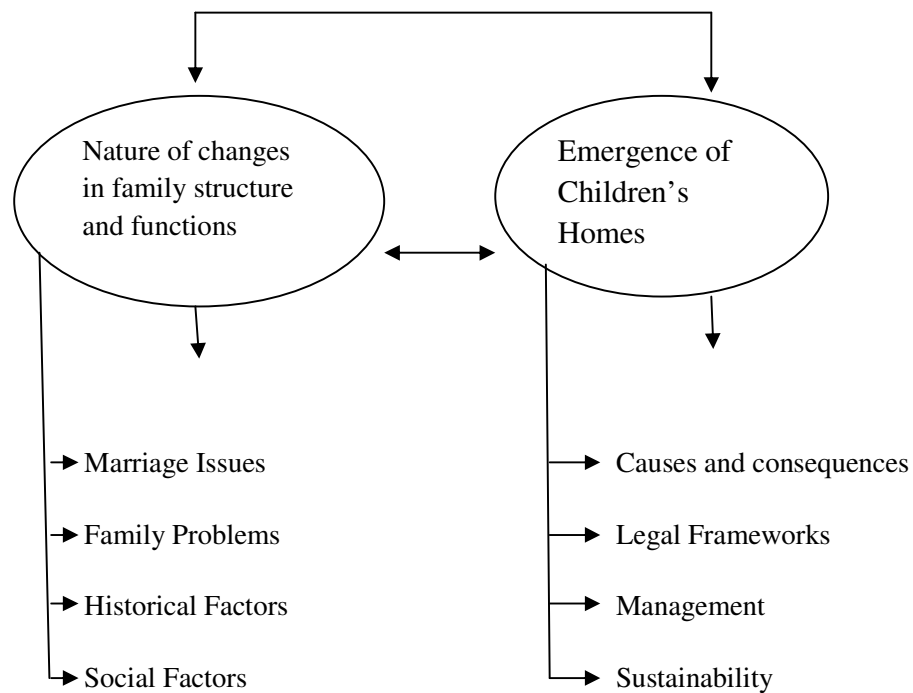 Nature of changes
in family structure
and functions
Emergence of
Children's
Homes
Marriage Issues
Family Problems
Historical Factors
Social Factors
Causes and consequences
Legal Frameworks
Management
Sustainability